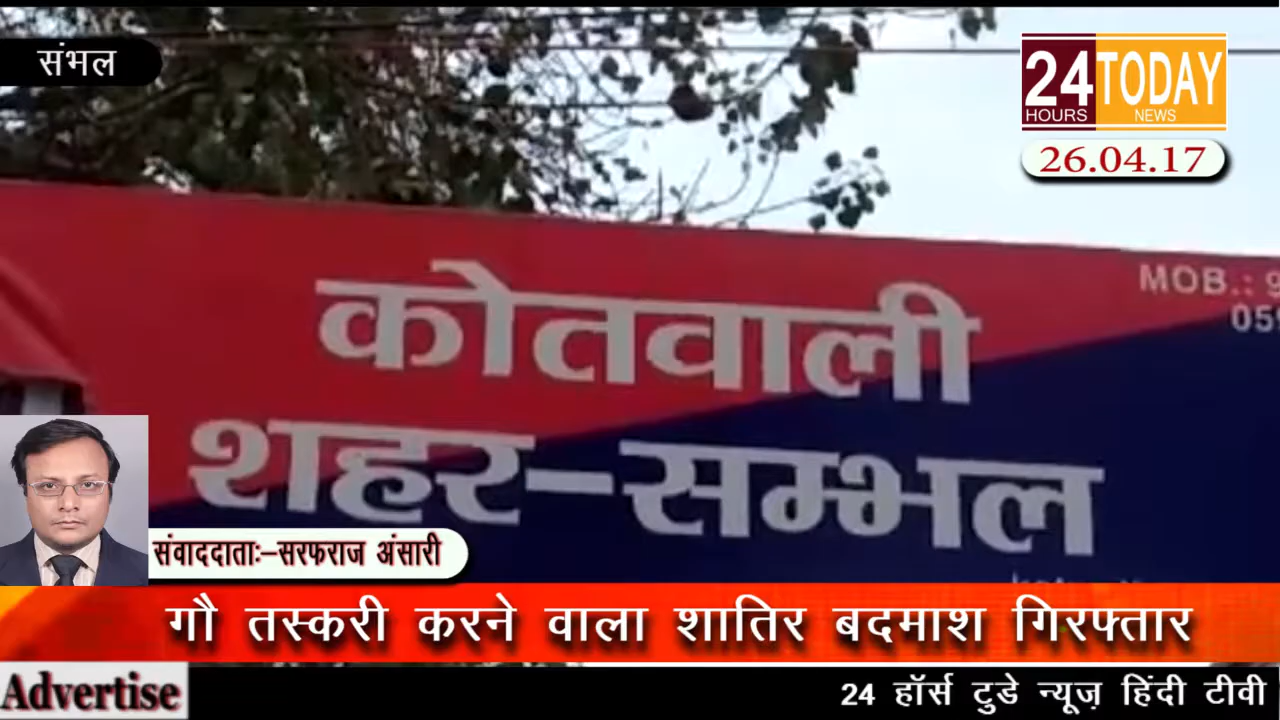 संभल
24 TODAY
HOURS NEWS
26.04.17
MOB.: 9
05
कोतवाली
शहर-सम्भल
संवाददाताः-सरफराज अंसारी
गौ तस्करी करने वाला शातिर बदमाश गिरफ्तार
Advertise
24 हॉर्स टुडे न्यूज़ हिंदी टीवी